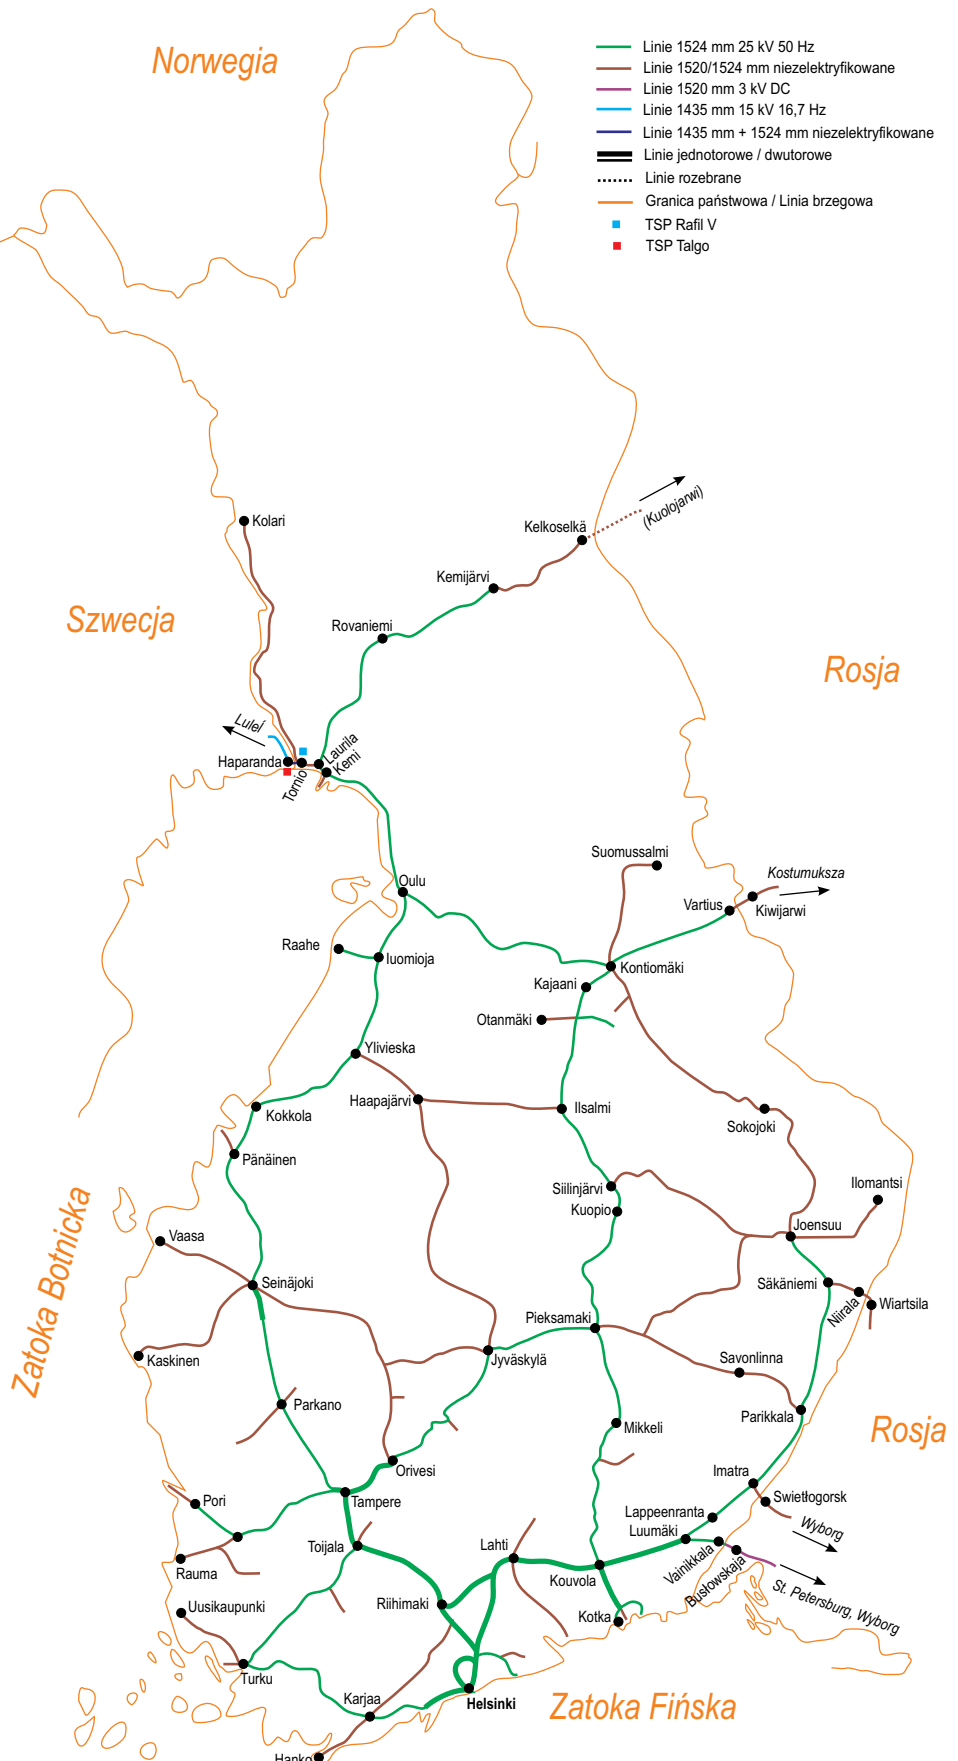 Norwegia
Linie 1524 mm 25 kV 50 Hz
Linie 1520/1524 mm niezelektryfikowane
Linie 1520 mm 3 kV DC
Linie 1435 mm 15 kV 16,7 Hz
Linie 1435 mm + 1524 mm niezelektryfikowane
Linie jednotorowe / dwutorowe
Linie rozebrane
Granica państwowa / Linia brzegowa
TSP Rafil V
TSP Talgo
Kolari
Kelkoselkä
(Kuolojarwi)
Kemijärvi
Szwecja
Rovaniemi
Rosja
Haparanda
Tornio
Laurila
Kemi
Oulu
Suomussalmi
Kostumuksza
Vartius
Kiwijarwi
Raahe
Iuomioja
Kontiomäki
Kajaani
Otanmäki
Ylivieska
Haapajärvi
Ilsalmi
Kokkola
Sokojoki
Pänäinen
Siilinjärvi
Ilomantsi
Kuopio
Zatoka Botnicka
Vaasa
Joensuu
Seinäjoki
Säkäniemi
Niirala
Wiartsila
Pieksamaki
Kaskinen
Jyväskylä
Savonlinna
Parkano
Parikkala
Mikkeli
Rosja
Orivesi
Imatra
Swietłogorsk
Tampere
Pori
Lappeenranta
Wyborg
Luumäki
Toijala
Lahti
Vainikkala
Busłowskaja
Rauma
Kouvola
St. Petersburg, Wyborg
Uusikaupunki
Riihimaki
Kotka
Turku
Karjaa
Helsinki
Zatoka Fińska
Hanko